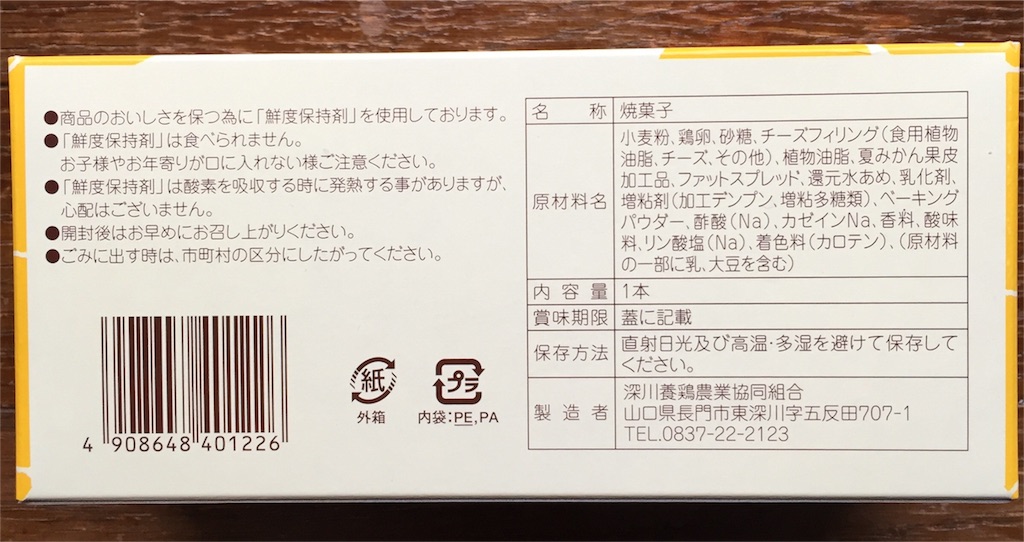 ●商品のおいしさを保つ為に「鮮度保持剤」を使用しております。
●「鮮度保持剤」は食べられません。
お子様やお年寄りが口に入れない様ご注意ください。
●「鮮度保持剤」は酸素を吸収する時に発熱する事がありますが、
心配はございません。
●開封後はお早めにお召し上がりください。
●ごみに出す時は、市町村の区分にしたがってください。
4 908648 401226
紙
外箱
プラ
内袋:PE,PA
名称 焼菓子
原材料名
小麦粉、鶏卵、砂糖、チーズフィリング(食用植物
油脂、チーズ、その他)、植物油脂、夏みかん果皮
加工品、ファットスプレッド、還元水あめ、乳化剤、
増粘剤(加工デンプン、増粘多糖類)、ベーキング
パウダー、酢酸(Na)、カゼインNa、香料、酸味
料、リン酸塩(Na)、着色料(カロテン)、(原材料
の一部に乳、大豆を含む)
内容量 1本
賞味期限 蓋に記載
保存方法
直射日光及び高温・多湿を避けて保存して
ください。
製造者
深川養鶏農業協同組合
山口県長門市東深川字五反田707-1
TEL.0837-22-2123